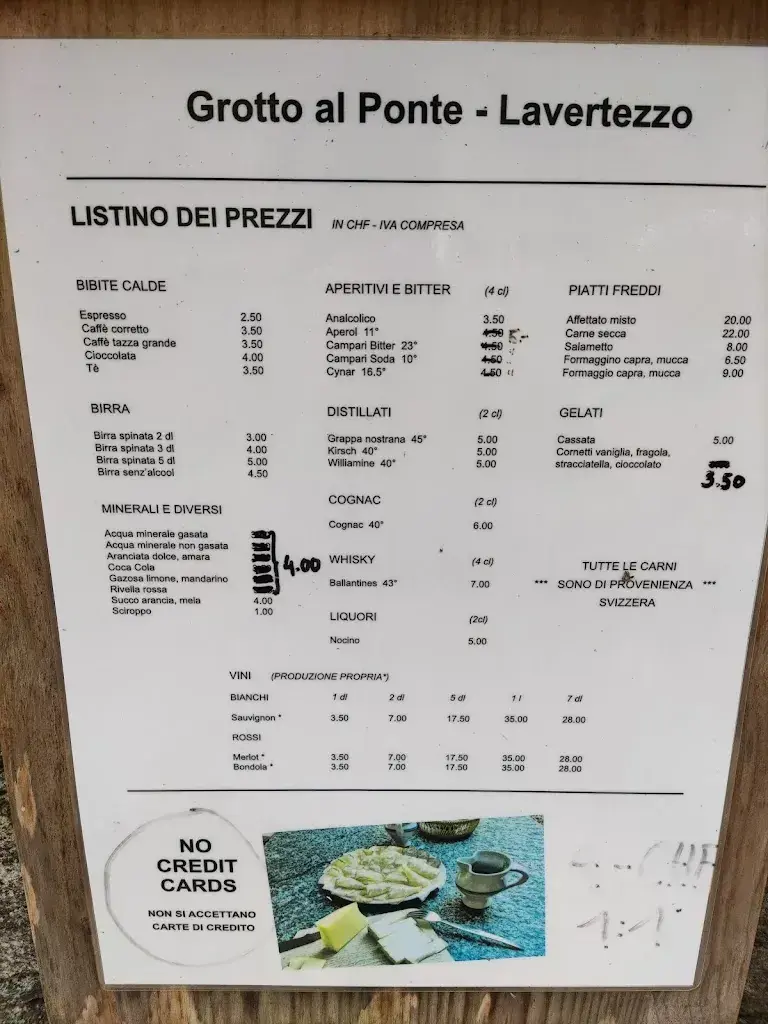 Grotto al Ponte - Lavertezzo
LISTINO DEI PREZZI IN CHF - IVA COMPRESA
BIBITE CALDE
Espresso 2.50
Caffè corretto 3.50
Caffè tazza grande 3.50
Cioccolata 4.00
Tè 3.50
BIRRA
Birra spinata 2 dl 3.00
Birra spinata 3 dl 4.00
Birra spinata 5 dl 5.00
Birra senz'alcool 4.50
MINERALI E DIVERSI
Acqua minerale gasata
Acqua minerale non gasata
Aranciata dolce, amara
Coca Cola 4.00
Gazosa limone, mandarino
Rivella rossa
Succo arancia, mela 4.00
Sciroppo 1.00
APERITIVI E BITTER (4 cl)
Analcolico 3.50
Aperol 11° 4.50 5.-
Campari Bitter 23° 4.50 "
Campari Soda 10° 4.50 "
Cynar 16.5° 4.50 "
DISTILLATI (2 cl)
Grappa nostrana 45° 5.00
Kirsch 40° 5.00
Williamine 40° 5.00
COGNAC (2 cl)
Cognac 40° 6.00
WHISKY (4 cl)
Ballantines 43° 7.00
LIQUORI (2cl)
Nocino 5.00
PIATTI FREDDI
Affettato misto 20.00
Carne secca 22.00
Salametto 8.00
Formaggino capra, mucca 6.50
Formaggio capra, mucca 9.00
GELATI
Cassata 5.00
Cornetti vaniglia, fragola,
stracciatella, cioccolato
3.50
TUTTE LE CARNI
*** SONO DI PROVENIENZA ***
SVIZZERA
VINI (PRODUZIONE PROPRIA*)
BIANCHI 1 dl 2 dl 5 dl 1 l 7 dl
Sauvignon * 3.50 7.00 17.50 35.00 28.00
ROSSI
Merlot * 3.50 7.00 17.50 35.00 28.00
Bondola * 3.50 7.00 17.50 35.00 28.00
NO
CREDIT
CARDS
NON SI ACCETTANO
CARTE DI CREDITO
CHF
1:1